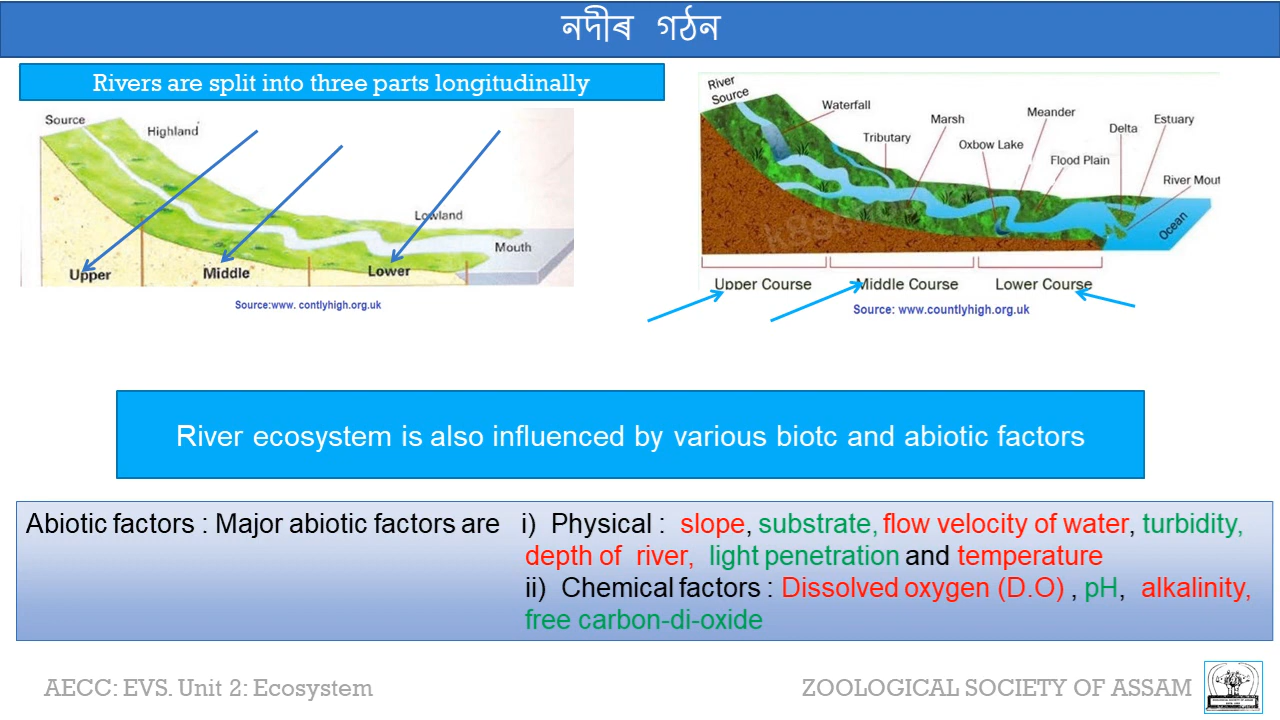 নদীৰ গঠন
Rivers are split into three parts longitudinally
Source
Highland
Lowland
Mouth
Upper
Middle
Lower
Source:www. contlyhigh.org.uk
River
Source
Waterfall
Tributary
Marsh
Oxbow Lake
Meander
Flood Plain
Delta
Estuary
River Mout
Ocean
Upper Course
Middle Course
Lower Course
Source: www.countlyhigh.org.uk
River ecosystem is also influenced by various biotc and abiotic factors
Abiotic factors : Major abiotic factors are i) Physical : slope, substrate, flow velocity of water, turbidity,
depth of river, light penetration and temperature
ii) Chemical factors : Dissolved oxygen (D.O) , pH, alkalinity,
free carbon-di-oxide
AECC: EVS. Unit 2: Ecosystem
ZOOLOGICAL SOCIETY OF ASSAM